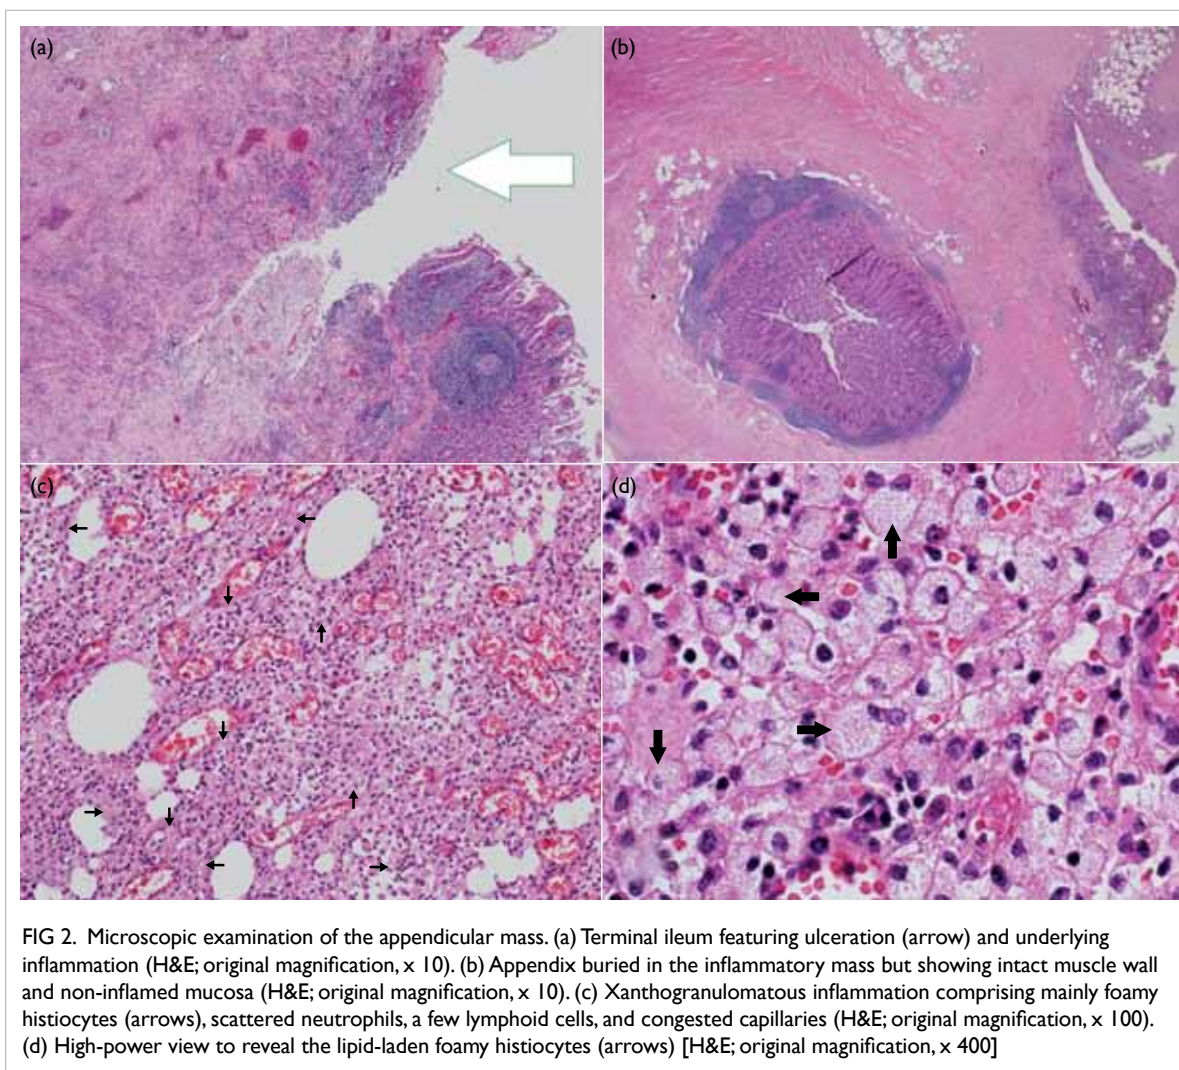 (a)
(b)
(c)
(d)
FIG 2. Microscopic examination of the appendicular mass. (a) Terminal ileum featuring ulceration (arrow) and underlying
inflammation (H&E; original magnification, x 10). (b) Appendix buried in the inflammatory mass but showing intact muscle wall
and non-inflamed mucosa (H&E; original magnification, x 10). (c) Xanthogranulomatous inflammation comprising mainly foamy
histiocytes (arrows), scattered neutrophils, a few lymphoid cells, and congested capillaries (H&E; original magnification, x 100).
(d) High-power view to reveal the lipid-laden foamy histiocytes (arrows) [H&E; original magnification, x 400]